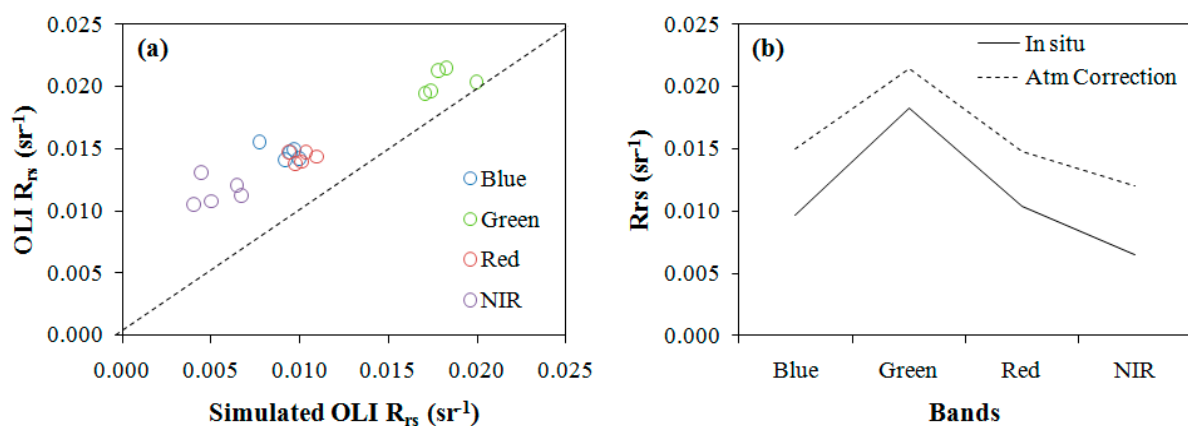 (a)
OLI Rrs (sr-1)
0.025
0.020
0.015
0.010
0.005
0.000
Blue
Green
Red
NIR
0.000 0.005 0.010 0.015 0.020 0.025
Simulated OLI Rrs (sr-1)
(b)
Rrs (sr-1)
0.025
0.020
0.015
0.010
0.005
0.000
In situ
Atm Correction
Blue Green Red NIR
Bands